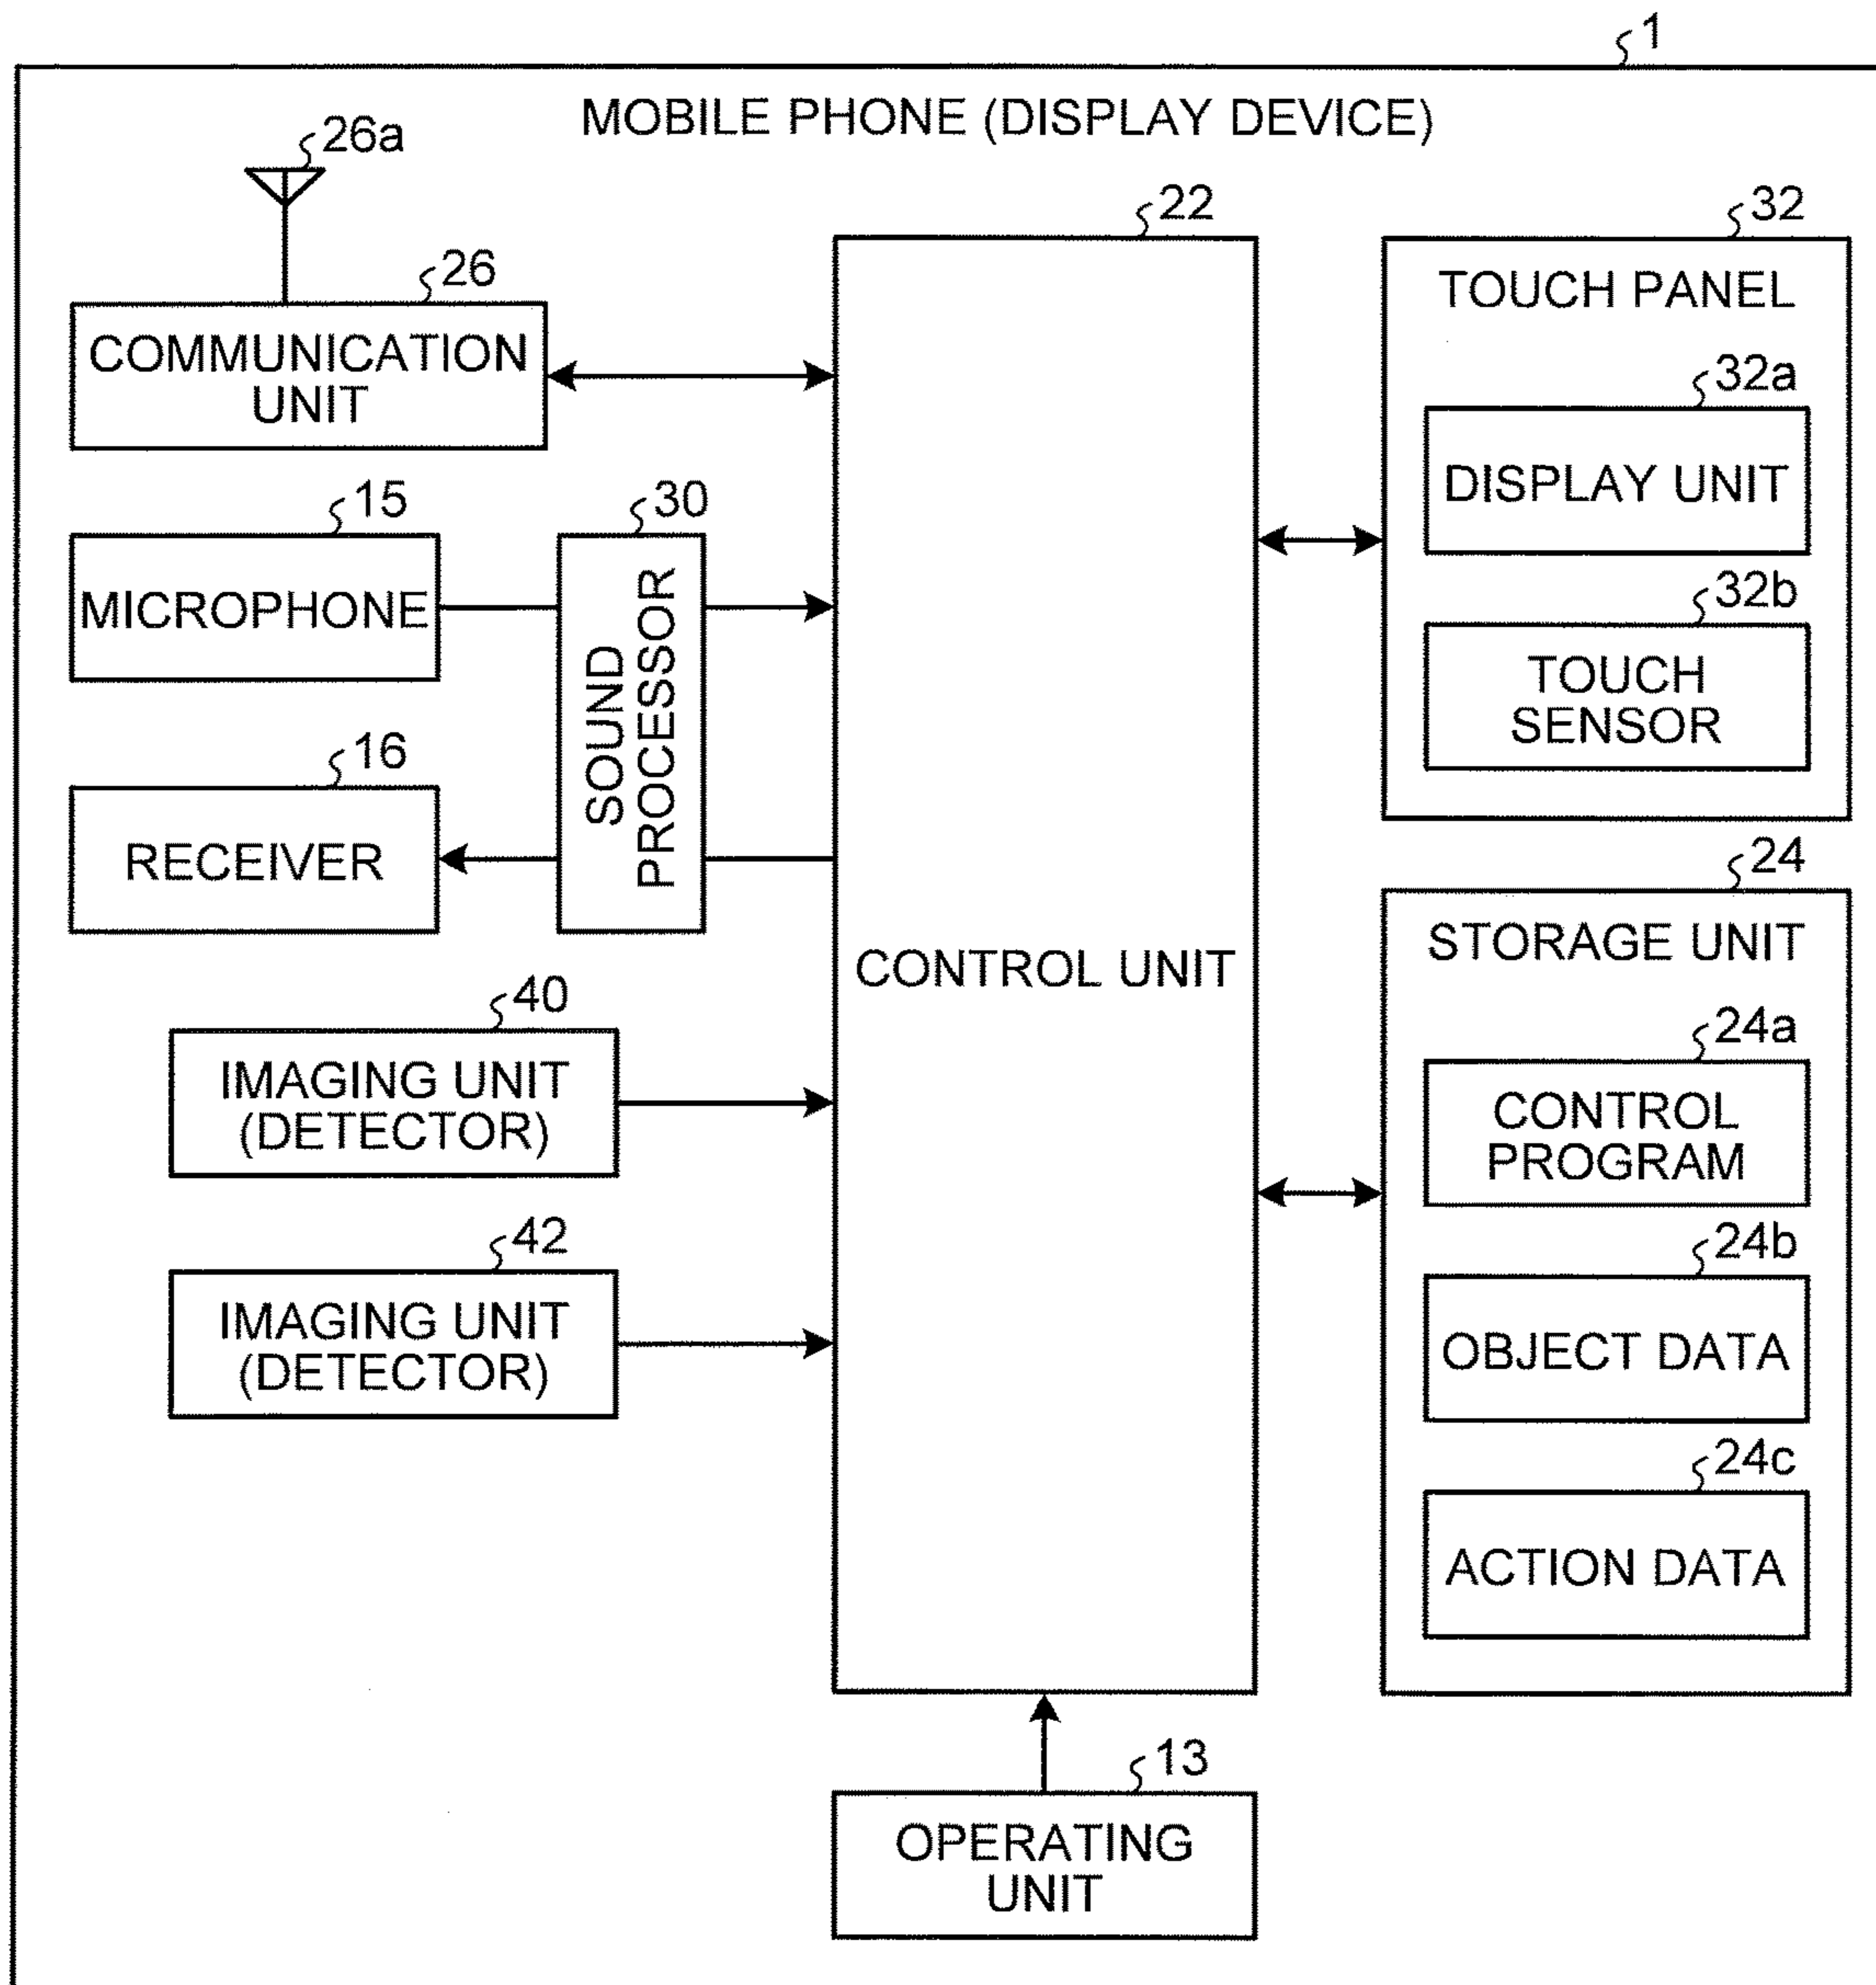 1
MOBILE PHONE (DISPLAY DEVICE)
26a
26
COMMUNICATION
UNIT
15
MICROPHONE
30
SOUND
PROCESSOR
16
RECEIVER
40
IMAGING UNIT
(DETECTOR)
42
IMAGING UNIT
(DETECTOR)
22
CONTROL UNIT
13
OPERATING
UNIT
32
TOUCH PANEL
32a
DISPLAY UNIT
32b
TOUCH
SENSOR
24
STORAGE UNIT
24a
CONTROL
PROGRAM
24b
OBJECT DATA
24c
ACTION DATA